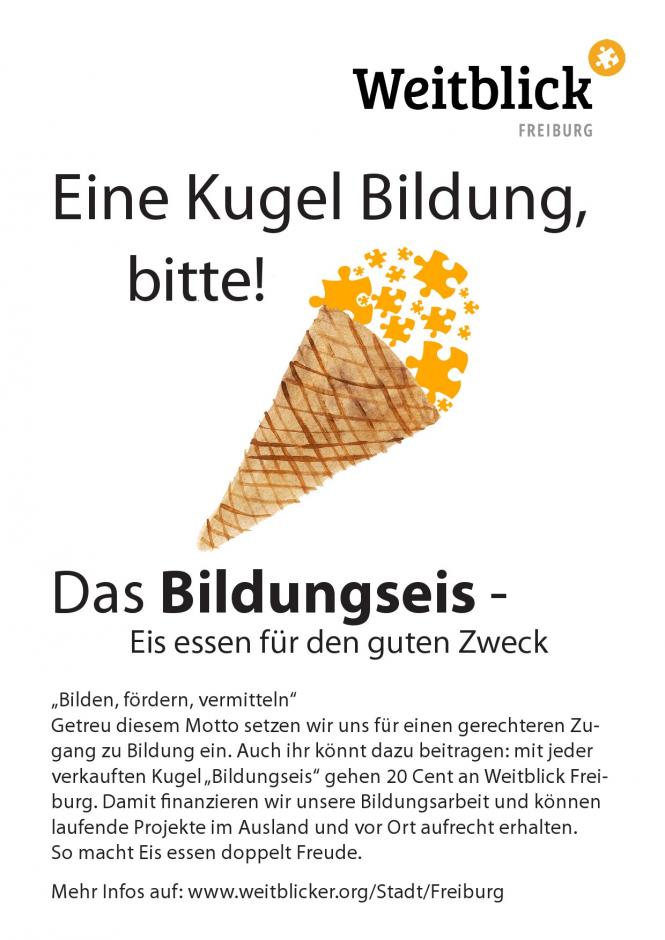 Weitblick
FREIBURG
Eine Kugel Bildung,
bitte!
Das Bildungseis -
Eis essen für den guten Zweck
„Bilden, fördern, vermitteln“
Getreu diesem Motto setzen wir uns für einen gerechteren Zu-
gang zu Bildung ein. Auch ihr könnt dazu beitragen: mit jeder
verkauften Kugel „Bildungseis“ gehen 20 Cent an Weitblick Frei-
burg. Damit finanzieren wir unsere Bildungsarbeit und können
laufende Projekte im Ausland und vor Ort aufrecht erhalten.
So macht Eis essen doppelt Freude.
Mehr Infos auf: www.weitblicker.org/Stadt/Freiburg